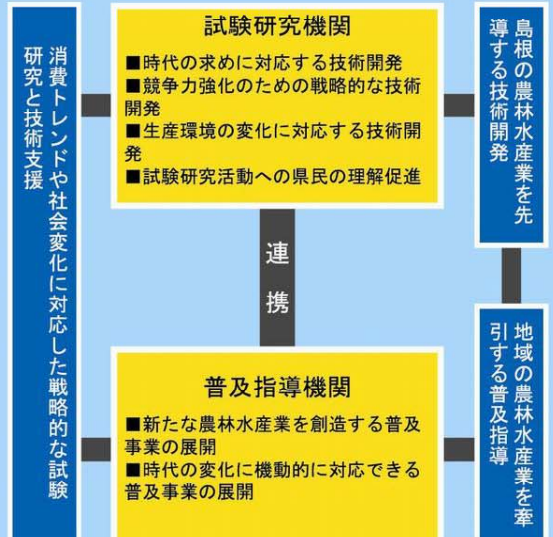 試験研究機関
■時代の求めに対応する技術開発
■競争力強化のための戦略的な技術
開発
■生産環境の変化に対応する技術開
発
■試験研究活動への県民の理解促進
島根の農林水産業を先
導する技術開発
消費トレンドや社会変化に対応した戦略的な試験
研究と技術支援
連
携
普及指導機関
■新たな農林水産業を創造する普及
事業の展開
■時代の変化に機動的に対応できる
普及事業の展開
地域の農林水産業を牽
引する普及指導